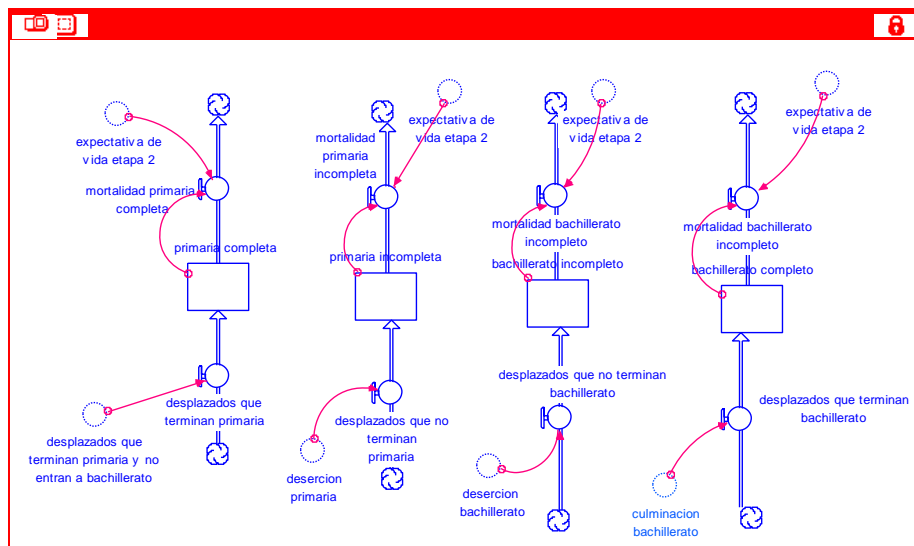 expectativa de
vida etapa 2
mortalidad primaria
completa
primaria completa
desplazados que
terminan primaria
desplazados que
terminan primaria y no
entran a bachillerato
expectativa de
vida etapa 2
mortalidad
primaria
incompleta
primaria incompleta
desplazados que no
terminan
primaria
desercion
primaria
expectativa de
vida etapa 2
mortalidad bachillerato
incompleto
bachillerato incompleto
desplazados que no terminan
bachillerato
desercion
bachillerato
expectativa de
vida etapa 2
mortalidad bachillerato
incompleto
bachillerato completo
desplazados que terminan
bachillerato
culminacion
bachillerato